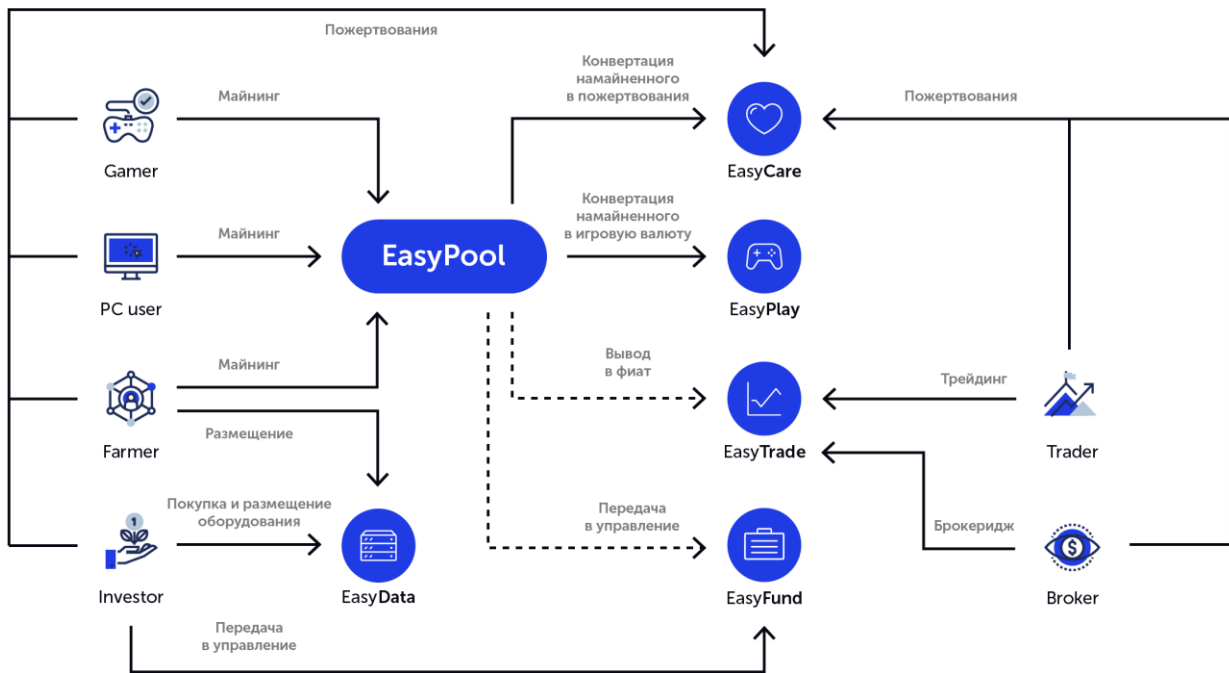 Пожертвования
Майнинг
Конвертация
намайненного
в пожертвования
Пожертвования
Gamer
EasyCare
Майнинг
EasyPool
Конвертация
намайненного
в игровую валюту
PC user
EasyPlay
Майнинг
Вывод
в фиат
Трейдинг
Farmer
Размещение
EasyTrade
Trader
Покупка и размещение
оборудования
Передача
в управление
Брокеридж
1
$
Investor
EasyData
EasyFund
Broker
Передача
в управление